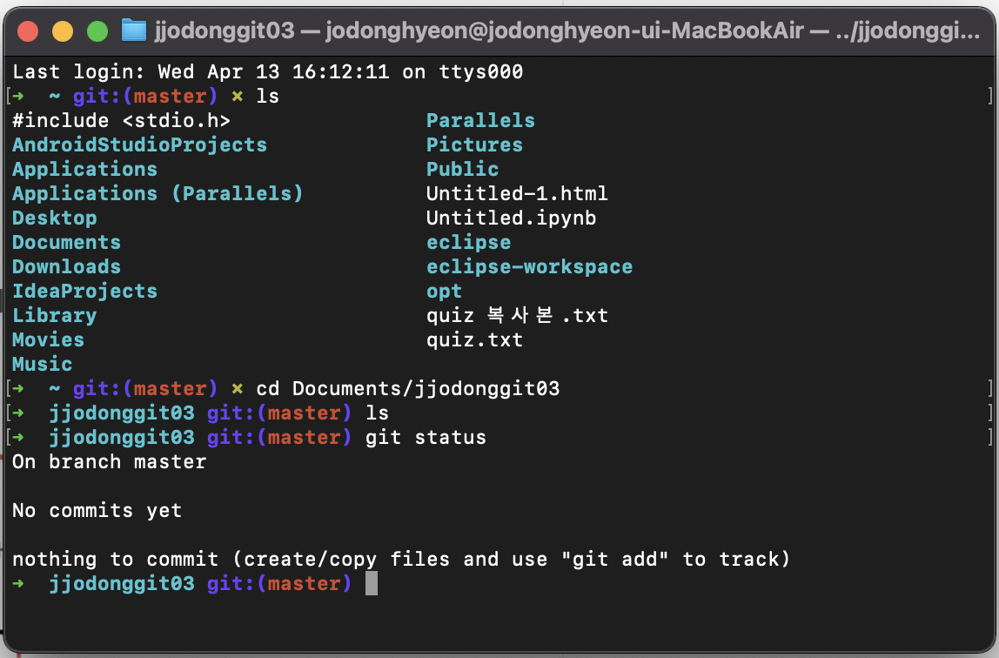 jjodonggit03 — jodonghyeon@jodonghyeon-ui-MacBookAir — ../jjodonggi...
Last login: Wed Apr 13 16:12:11 on ttys000
[➜  ~ git:(master) ✗ ls ]
#include <stdio.h> Parallels
AndroidStudioProjects Pictures
Applications Public
Applications (Parallels) Untitled-1.html
Desktop Untitled.ipynb
Documents eclipse
Downloads eclipse-workspace
IdeaProjects opt
Library quiz 복사본.txt
Movies quiz.txt
Music
[➜  ~ git:(master) ✗ cd Documents/jjodonggit03 ]
[➜  jjodonggit03 git:(master) ls ]
[➜  jjodonggit03 git:(master) git status ]
On branch master
No commits yet
nothing to commit (create/copy files and use "git add" to track)
➜  jjodonggit03 git:(master)